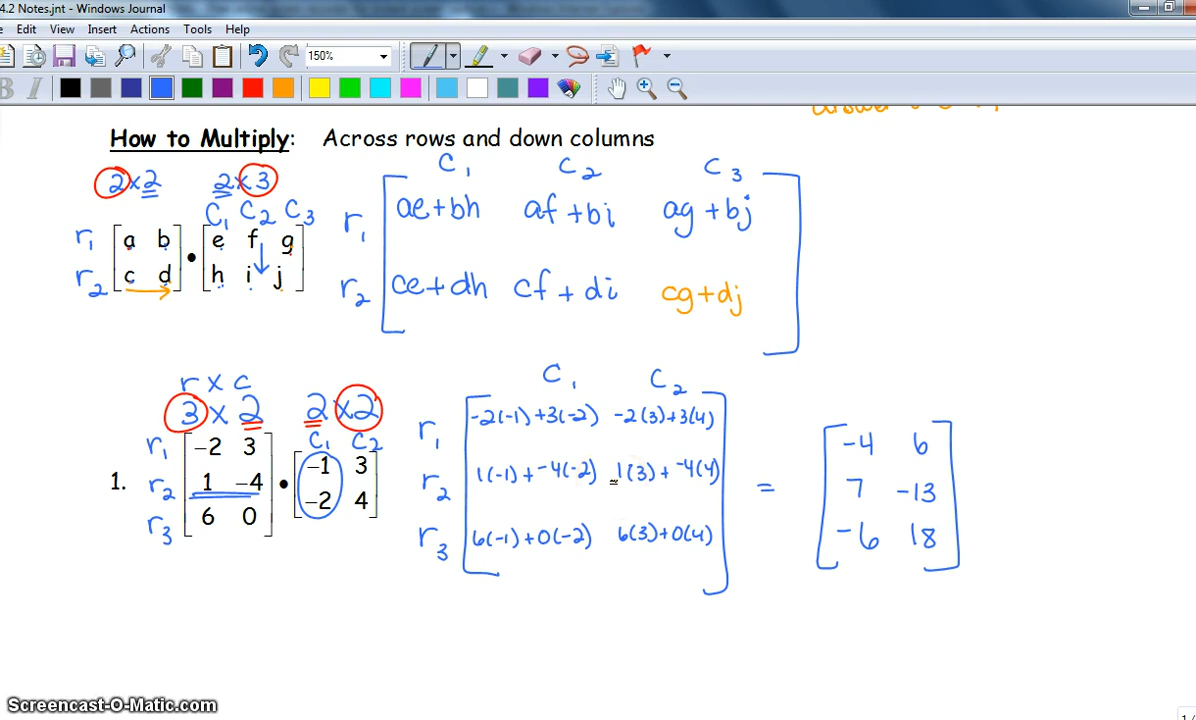 4.2 Notes.jnt - Windows Journal
Edit View Insert Actions Tools Help
150%
B I
How to Multiply: Across rows and down columns
2x2 2x3
C1 C2 C3
C1 C2 C3
r1 [a b] • [e f g] r1 [ae+bh af+bi ag+bj]
r2 [c d] [h i j] r2 [ce+dh cf+di cg+dj]
r x c
3 x 2 2 x 2
C1 C2
C1 C2
1.
r1 [-2 3] • [-1 3] r1 [-2(-1)+3(-2) -2(3)+3(4)] = [-4 6]
r2 [1 -4] [-2 4] r2 [1(-1)+-4(-2) 1(3)+-4(4)] [7 -13]
r3 [6 0] r3 [6(-1)+0(-2) 6(3)+0(4)] [-6 18]
Screencast-O-Matic.com